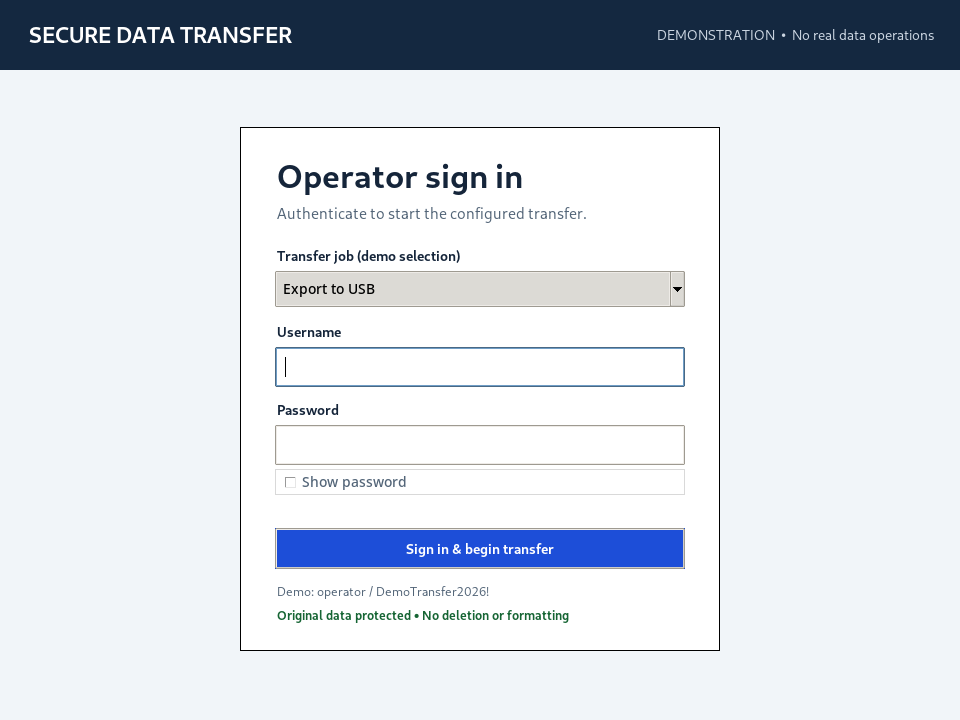 SECURE DATA TRANSFER
DEMONSTRATION • No real data operations
Operator sign in
Authenticate to start the configured transfer.
Transfer job (demo selection)
Export to USB
Username
Password
Show password
Sign in & begin transfer
Demo: operator / DemoTransfer2026!
Original data protected • No deletion or formatting